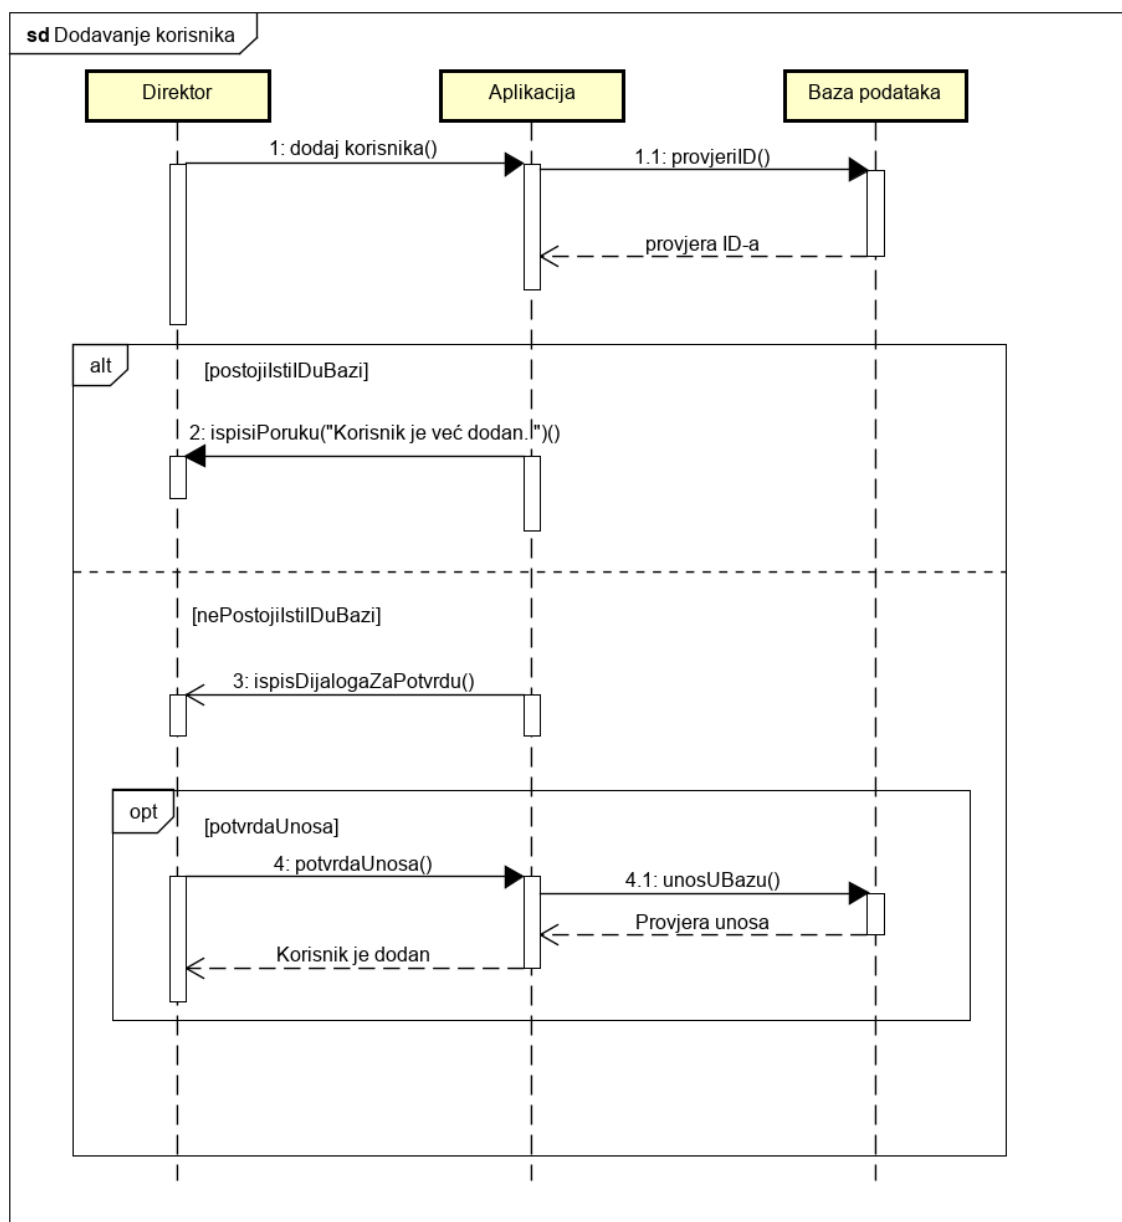 sd Dodavanje korisnika
Direktor
Aplikacija
Baza podataka
1: dodaj korisnika()
1.1: provjeriID()
provjera ID-a
alt
[postojiIstiIDuBazi]
2: ispisiPoruku("Korisnik je već dodan.!")()
[nePostojiIstiIDuBazi]
3: ispisDijalogaZaPotvrdu()
opt
[potvrdaUnosa]
4: potvrdaUnosa()
4.1: unosUBazu()
Provjera unosa
Korisnik je dodan